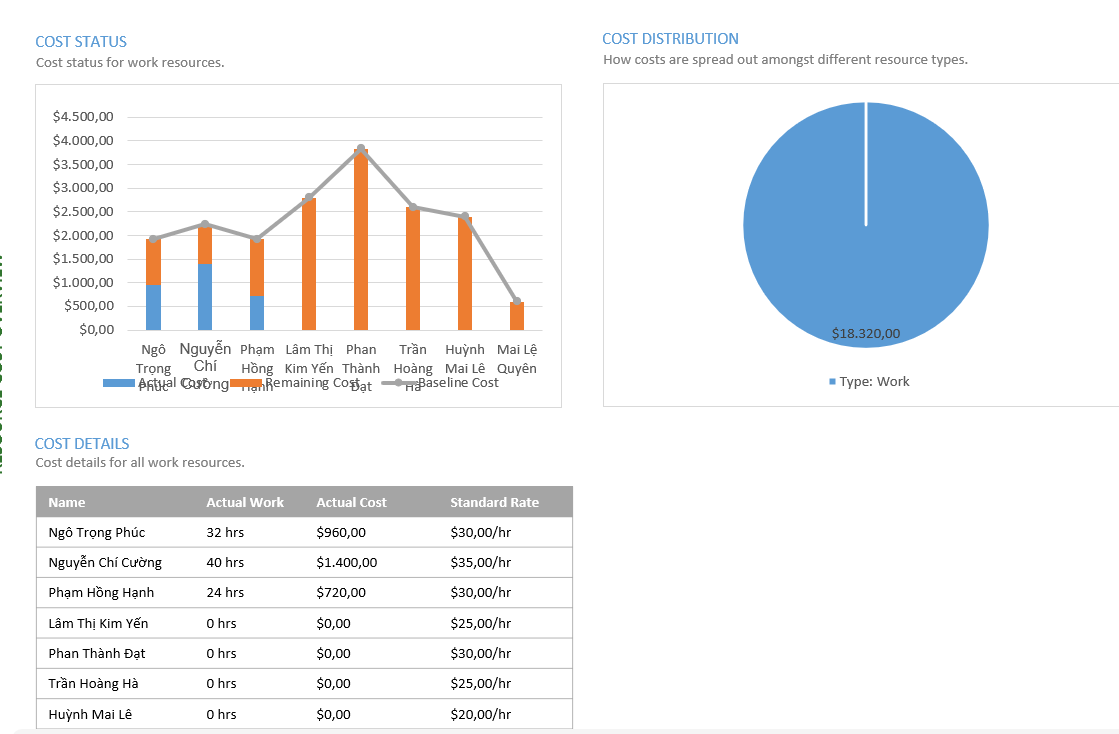 COST STATUS
Cost status for work resources.
$4.500,00
$4.000,00
$3.500,00
$3.000,00
$2.500,00
$2.000,00
$1.500,00
$1.000,00
$500,00
$0,00
Ngô Trọng Phúc
Nguyễn Chí Cường
Phạm Hồng Hạnh
Lâm Thị Kim Yến
Phan Thành Đạt
Trần Hoàng Hà
Huỳnh Mai Lê
Mai Lệ Quyên
Actual Cost
Remaining Cost
Baseline Cost
COST DISTRIBUTION
How costs are spread out amongst different resource types.
$18.320,00
Type: Work
COST DETAILS
Cost details for all work resources.
Name Actual Work Actual Cost Standard Rate
Ngô Trọng Phúc 32 hrs $960,00 $30,00/hr
Nguyễn Chí Cường 40 hrs $1.400,00 $35,00/hr
Phạm Hồng Hạnh 24 hrs $720,00 $30,00/hr
Lâm Thị Kim Yến 0 hrs $0,00 $25,00/hr
Phan Thành Đạt 0 hrs $0,00 $30,00/hr
Trần Hoàng Hà 0 hrs $0,00 $25,00/hr
Huỳnh Mai Lê 0 hrs $0,00 $20,00/hr